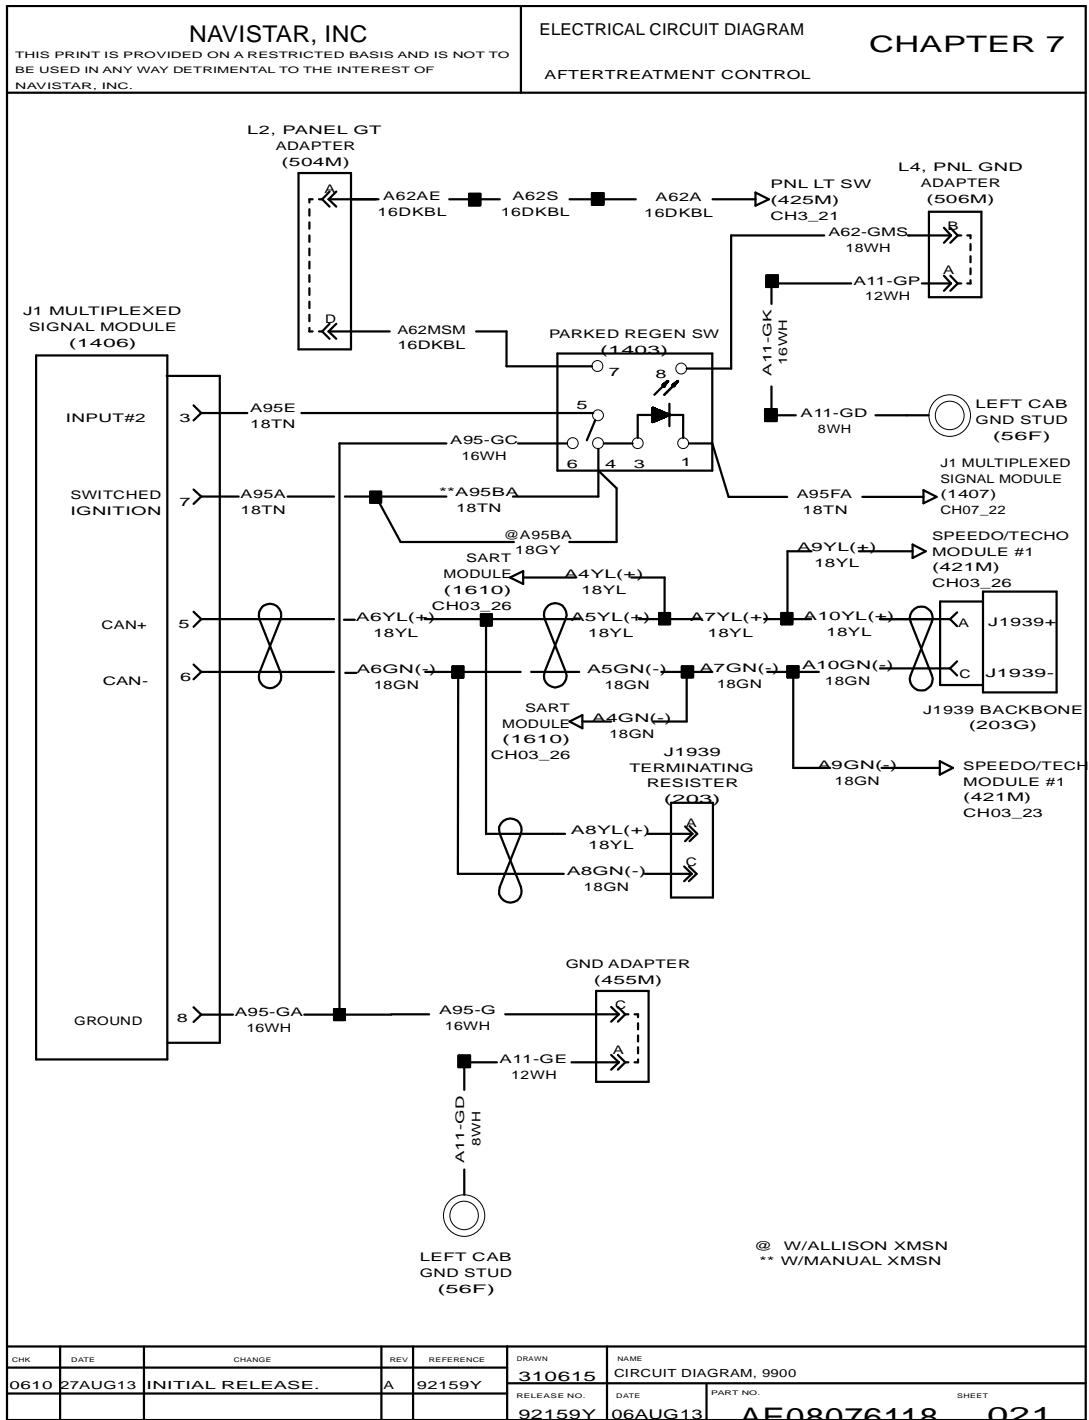 NAVISTAR, INC
THIS PRINT IS PROVIDED ON A RESTRICTED BASIS AND IS NOT TO
BE USED IN ANY WAY DETRIMENTAL TO THE INTEREST OF
NAVISTAR, INC.
ELECTRICAL CIRCUIT DIAGRAM
AFTERTREATMENT CONTROL
CHAPTER 7
L2, PANEL GT
ADAPTER
(504M)
A
D
A62AE
16DKBL
A62S
16DKBL
A62A
16DKBL
PNL LT SW
(425M)
CH3_21
L4, PNL GND
ADAPTER
(506M)
B
A
A62-GMS
18WH
A11-GP
12WH
A11-GK
16WH
A11-GD
8WH
LEFT CAB
GND STUD
(56F)
J1 MULTIPLEXED
SIGNAL MODULE
(1406)
A62MSM
16DKBL
PARKED REGEN SW
(1403)
7
8
5
6
4
3
1
INPUT#2
3
A95E
18TN
A95-GC
16WH
SWITCHED
IGNITION
7
A95A
18TN
**A95BA
18TN
@A95BA
18GY
A95FA
18TN
J1 MULTIPLEXED
SIGNAL MODULE
(1407)
CH07_22
SART
MODULE
(1610)
CH03_26
A4YL(+)
18YL
A9YL(+)
18YL
SPEEDO/TECHO
MODULE #1
(421M)
CH03_26
CAN+
5
A6YL(+)
18YL
A5YL(+)
18YL
A7YL(+)
18YL
A10YL(+)
18YL
A
J1939+
CAN-
6
A6GN(-)
18GN
A5GN(-)
18GN
A7GN(-)
18GN
A10GN(-)
18GN
C
J1939-
J1939 BACKBONE
(203G)
SART
MODULE
(1610)
CH03_26
A4GN(-)
18GN
A9GN(-)
18GN
SPEEDO/TECH
MODULE #1
(421M)
CH03_23
J1939
TERMINATING
RESISTER
(203)
A
C
A8YL(+)
18YL
A8GN(-)
18GN
GND ADAPTER
(455M)
C
A
GROUND
8
A95-GA
16WH
A95-G
16WH
A11-GE
12WH
A11-GD
8WH
LEFT CAB
GND STUD
(56F)
@ W/ALLISON XMSN
** W/MANUAL XMSN
CHK DATE CHANGE REV REFERENCE
0610 27AUG13 INITIAL RELEASE. A 92159Y
DRAWN
310615
NAME
CIRCUIT DIAGRAM, 9900
RELEASE NO.
92159Y
DATE
06AUG13
PART NO.
AE08076118
SHEET
021